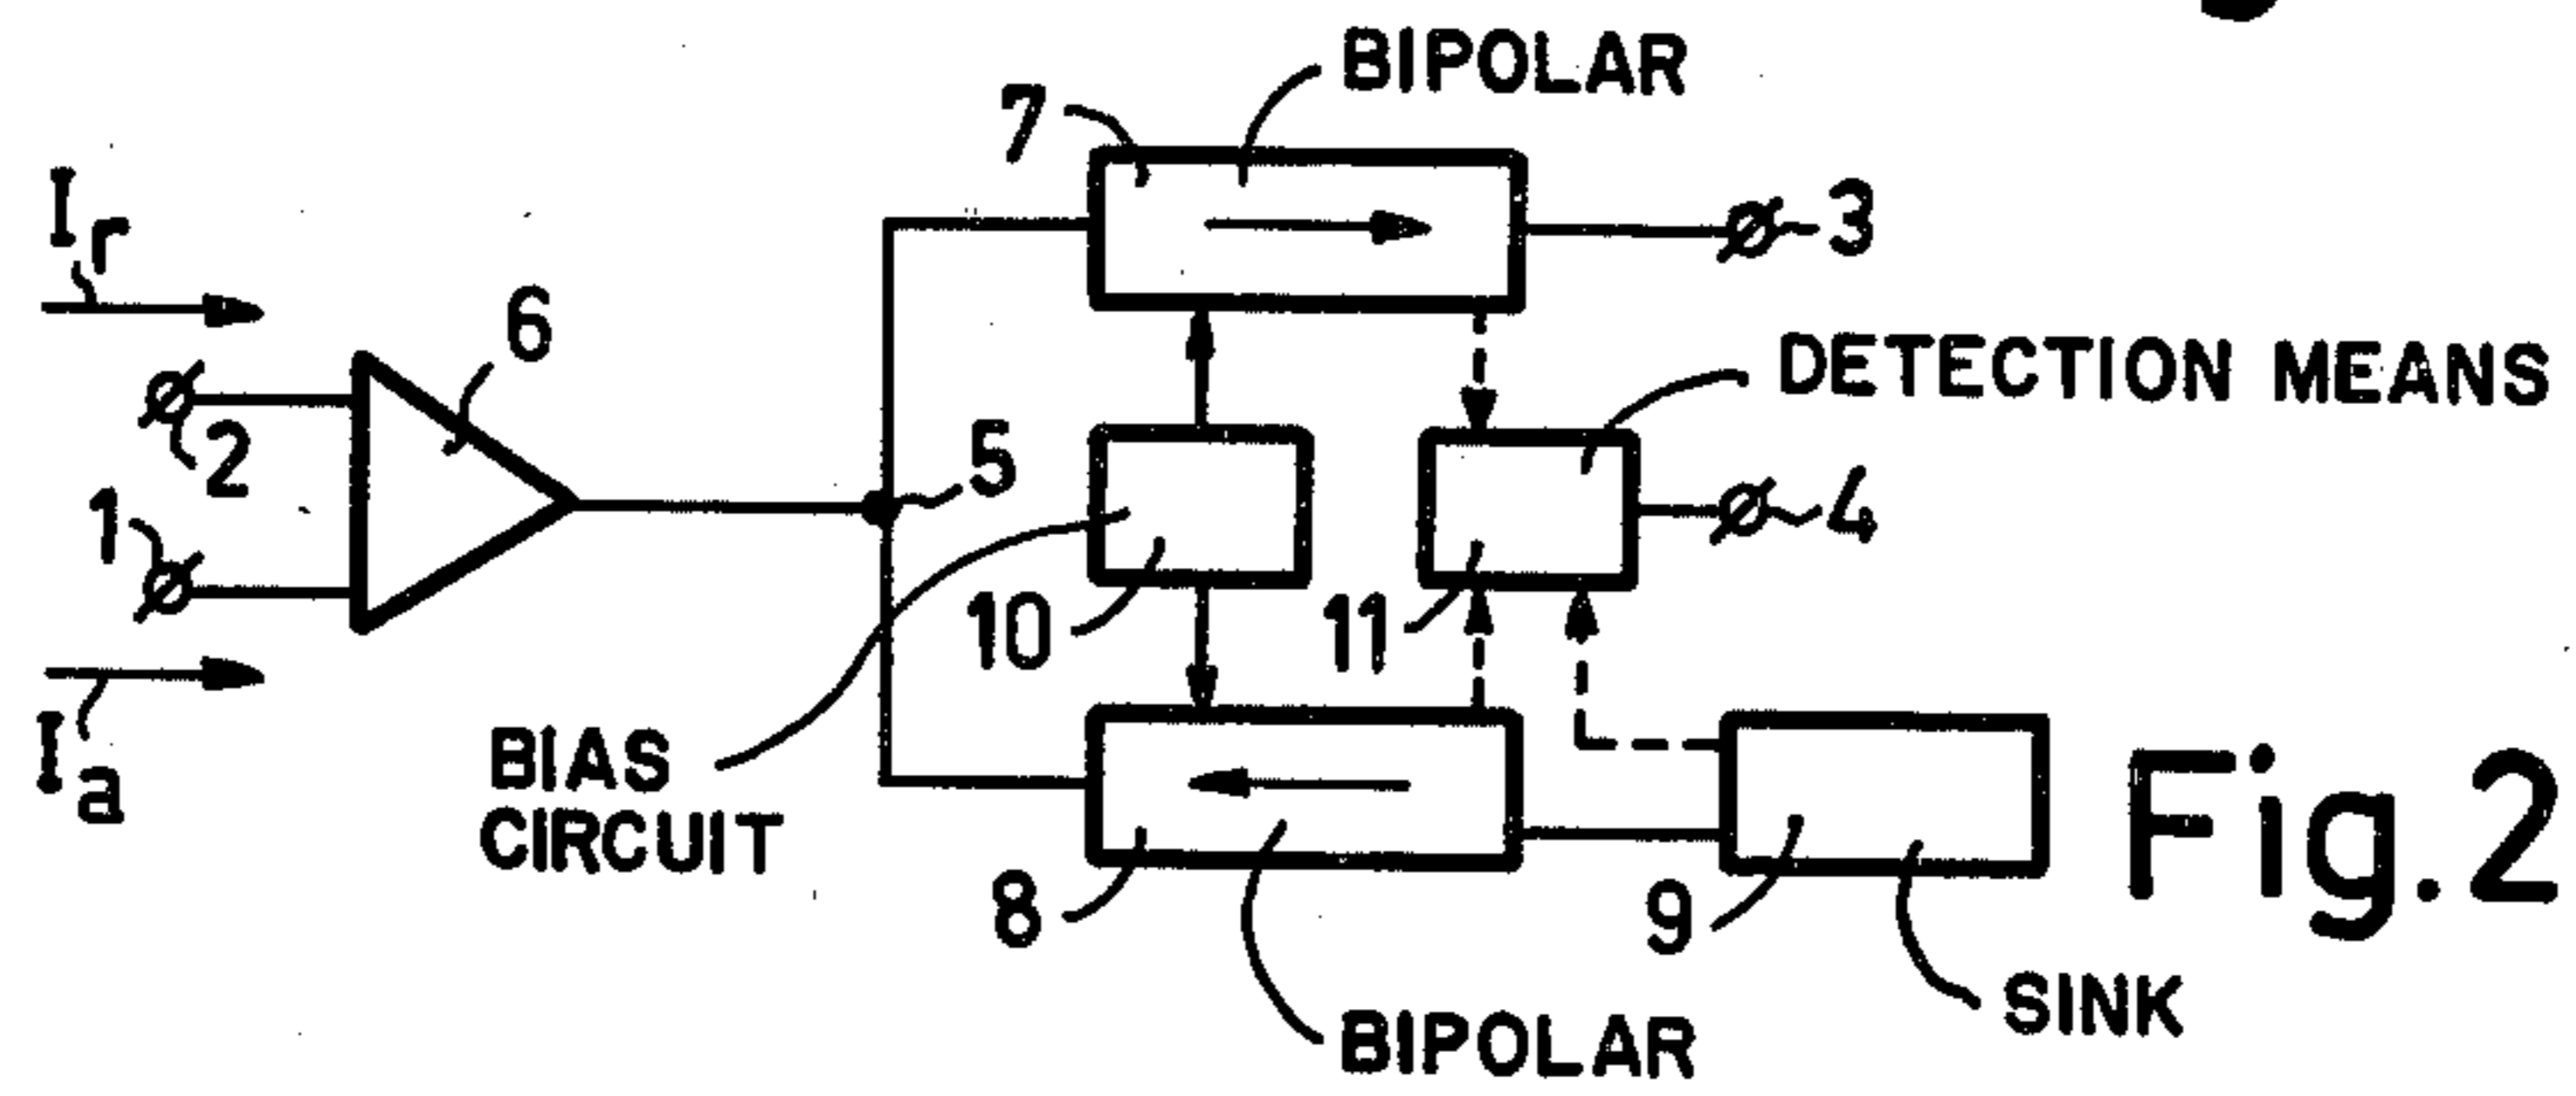 BIPOLAR
7
3
Ir
6
DETECTION MEANS
2
5
4
1
10
11
Ia
BIAS
CIRCUIT
8
9
Fig.2
SINK
BIPOLAR